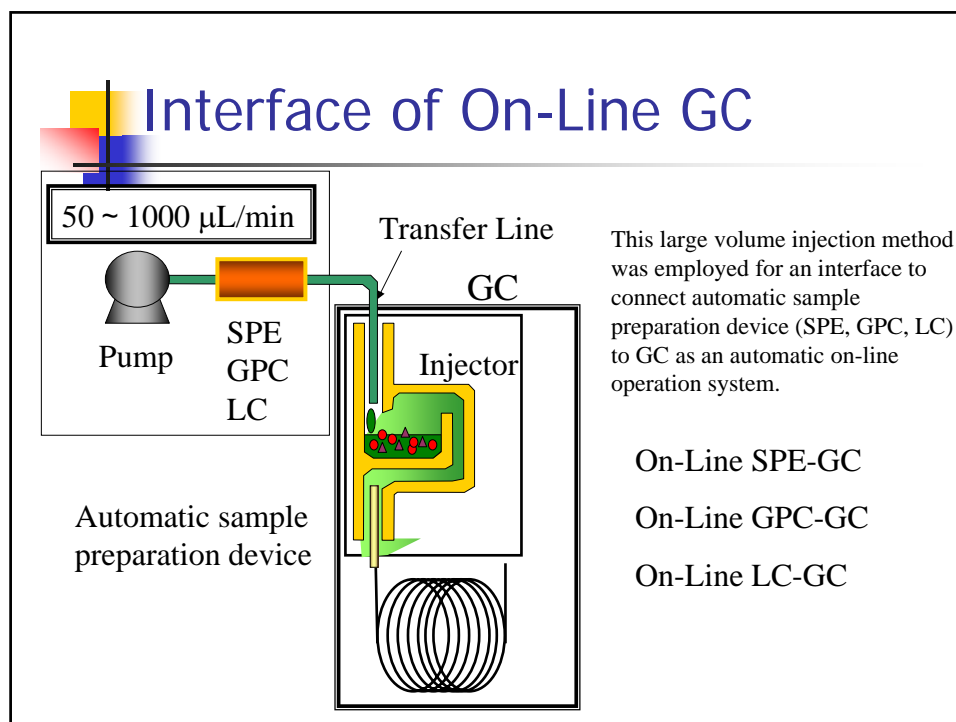 Interface of On-Line GC
50 ~ 1000 μL/min
Transfer Line
GC
Pump
SPE
GPC
LC
Injector
Automatic sample
preparation device
This large volume injection method
was employed for an interface to
connect automatic sample
preparation device (SPE, GPC, LC)
to GC as an automatic on-line
operation system.
On-Line SPE-GC
On-Line GPC-GC
On-Line LC-GC